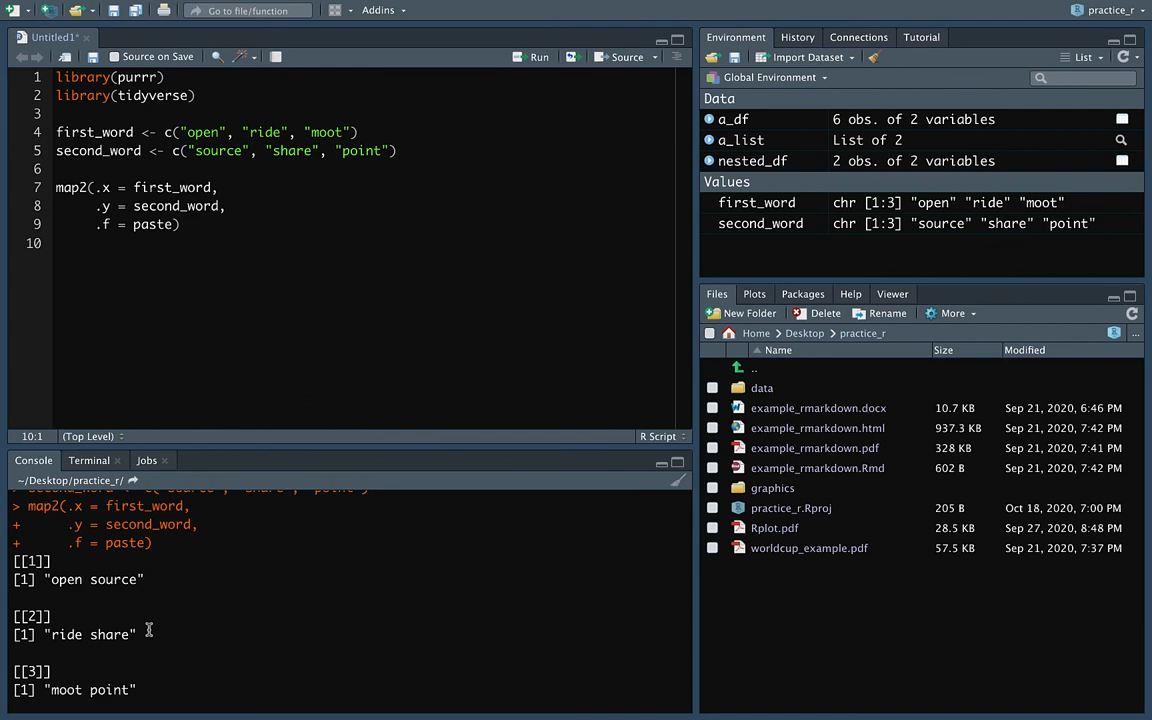 Go to file/function
Addins
practice_r
Untitled1*
Source on Save
Run
Source
1 library(purrr)
2 library(tidyverse)
3
4 first_word <- c("open", "ride", "moot")
5 second_word <- c("source", "share", "point")
6
7 map2(.x = first_word,
8 .y = second_word,
9 .f = paste)
10
10:1 (Top Level) R Script
Console Terminal Jobs
~/Desktop/practice_r/
> second_word <- c("source", "share", "point")
> map2(.x = first_word,
+ .y = second_word,
+ .f = paste)
[[1]]
[1] "open source"
[[2]]
[1] "ride share"
[[3]]
[1] "moot point"
Environment History Connections Tutorial
Import Dataset List
Global Environment
Data
a_df 6 obs. of 2 variables
a_list List of 2
nested_df 2 obs. of 2 variables
Values
first_word chr [1:3] "open" "ride" "moot"
second_word chr [1:3] "source" "share" "point"
Files Plots Packages Help Viewer
New Folder Delete Rename More
Home Desktop practice_r ...
Name Size Modified
..
data
example_rmarkdown.docx 10.7 KB Sep 21, 2020, 6:46 PM
example_rmarkdown.html 937.3 KB Sep 21, 2020, 7:42 PM
example_rmarkdown.pdf 328 KB Sep 21, 2020, 7:41 PM
example_rmarkdown.Rmd 602 B Sep 21, 2020, 7:42 PM
graphics
practice_r.Rproj 205 B Oct 18, 2020, 7:00 PM
Rplot.pdf 28.5 KB Sep 27, 2020, 8:48 PM
worldcup_example.pdf 57.5 KB Sep 21, 2020, 7:37 PM